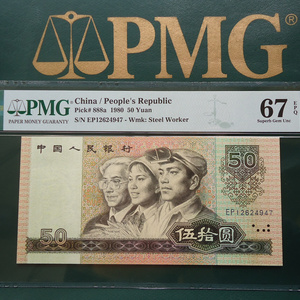 PMG®
PMG
PAPER MONEY GUARANTY
China / People's Republic
Pick# 888a 1980 50 Yuan
S/N EP12624947 - Wmk: Steel Worker
67 EPQ
Superb Gem Unc
中国人民银行
50
EP12624947
50
伍拾圆